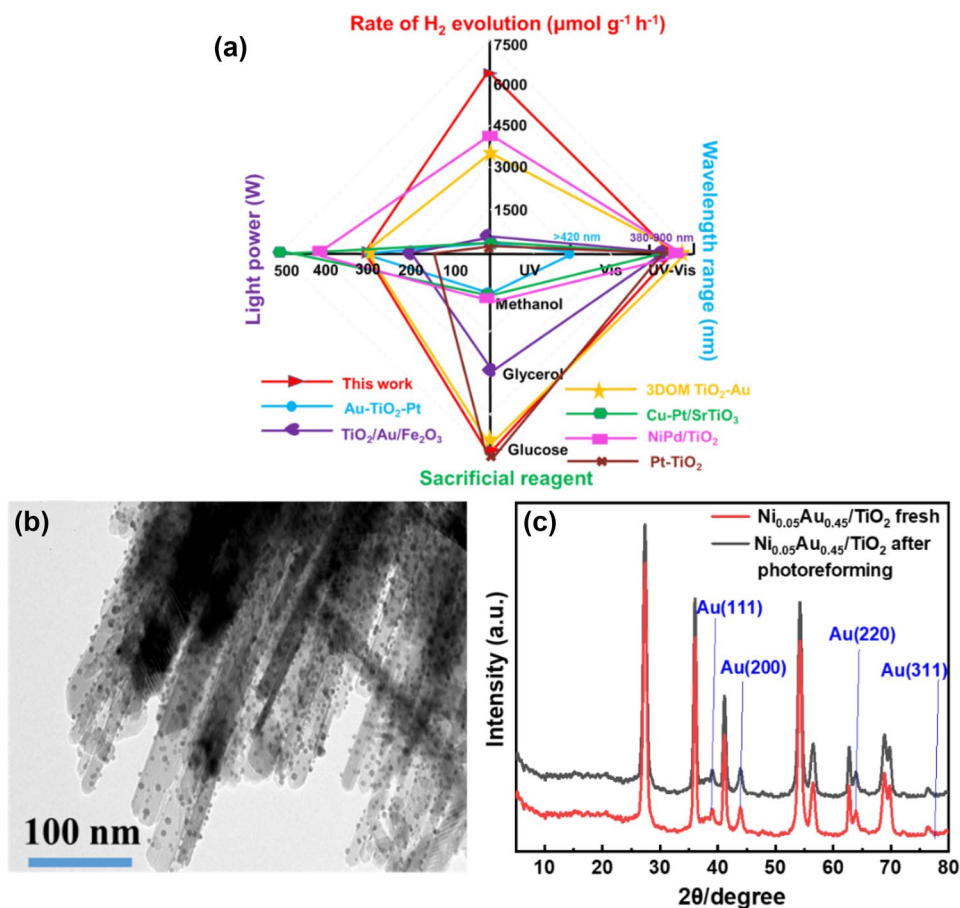 (a)
Rate of H₂ evolution (µmol g⁻¹ h⁻¹)
7500
6000
4500
3000
1500
Light power (W)
Wavelength range (nm)
>420 nm
380-900 nm
500 400 300 200 100 UV Vis UV-Vis
Methanol
Glycerol
Glucose
Sacrificial reagent
This work
Au-TiO₂-Pt
TiO₂/Au/Fe₂O₃
3DOM TiO₂-Au
Cu-Pt/SrTiO₃
NiPd/TiO₂
Pt-TiO₂
(b)
100 nm
(c)
Ni₀.₀₅Au₀.₄₅/TiO₂ fresh
Ni₀.₀₅Au₀.₄₅/TiO₂ after
photoreforming
Au(111)
Au(200)
Au(220)
Au(311)
Intensity (a.u.)
10 20 30 40 50 60 70 80
2θ/degree